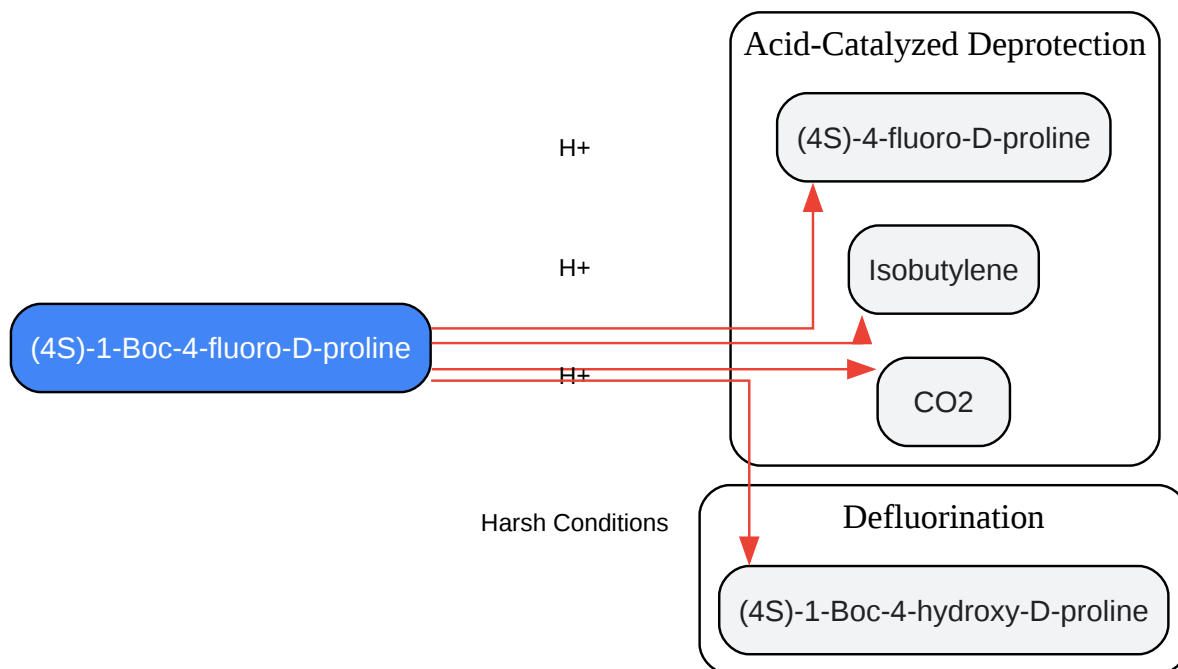 Acid-Catalyzed Deprotection
(4S)-4-fluoro-D-proline
H+
H+
Isobutylene
(4S)-1-Boc-4-fluoro-D-proline
H+
CO2
Harsh Conditions
Defluorination
(4S)-1-Boc-4-hydroxy-D-proline